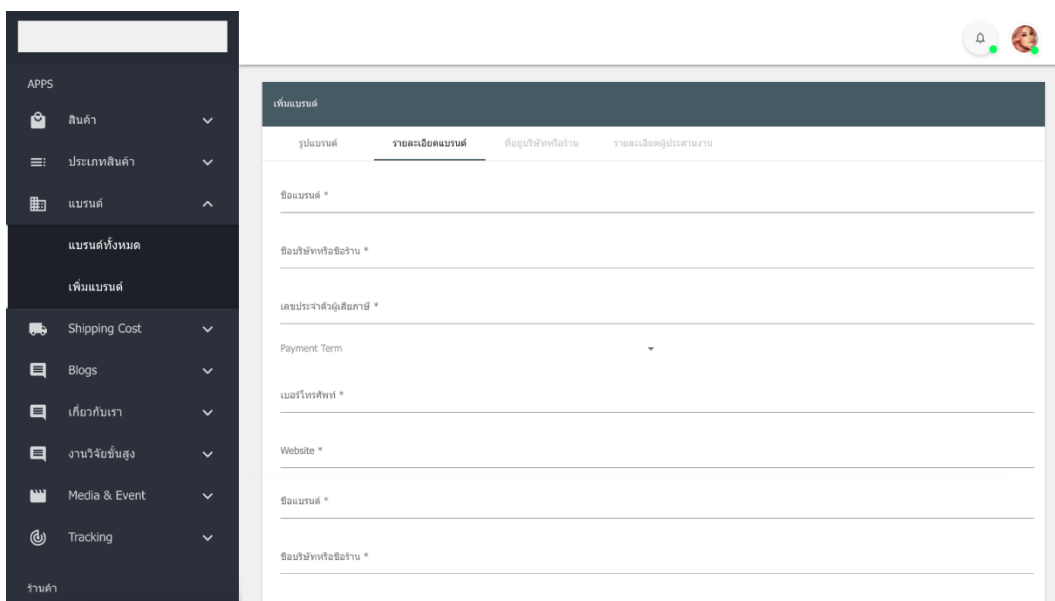 APPS
สินค้า
ประเภทสินค้า
แบรนด์
แบรนด์ทั้งหมด
เพิ่มแบรนด์
Shipping Cost
Blogs
เกี่ยวกับเรา
งานวิจัยขั้นสูง
Media & Event
Tracking
ร้านค้า
เพิ่มแบรนด์
รูปแบรนด์ รายละเอียดแบรนด์ ที่อยู่บริษัทหรือร้าน รายละเอียดผู้ประสานงาน
ชื่อแบรนด์ *
ชื่อบริษัทหรือชื่อร้าน *
เลขประจำตัวผู้เสียภาษี *
Payment Term
เบอร์โทรศัพท์ *
Website *
ชื่อแบรนด์ *
ชื่อบริษัทหรือชื่อร้าน *